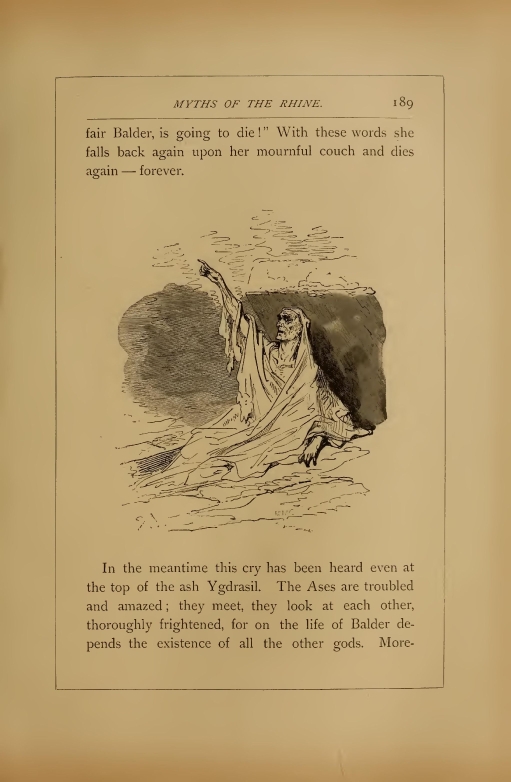 MYTHS OF THE RHINE. 189
fair Balder, is going to die!" With these words she
falls back again upon her mournful couch and dies
again — forever.
In the meantime this cry has been heard even at
the top of the ash Ygdrasil. The Ases are troubled
and amazed; they meet, they look at each other,
thoroughly frightened, for on the life of Balder de-
pends the existence of all the other gods. More-